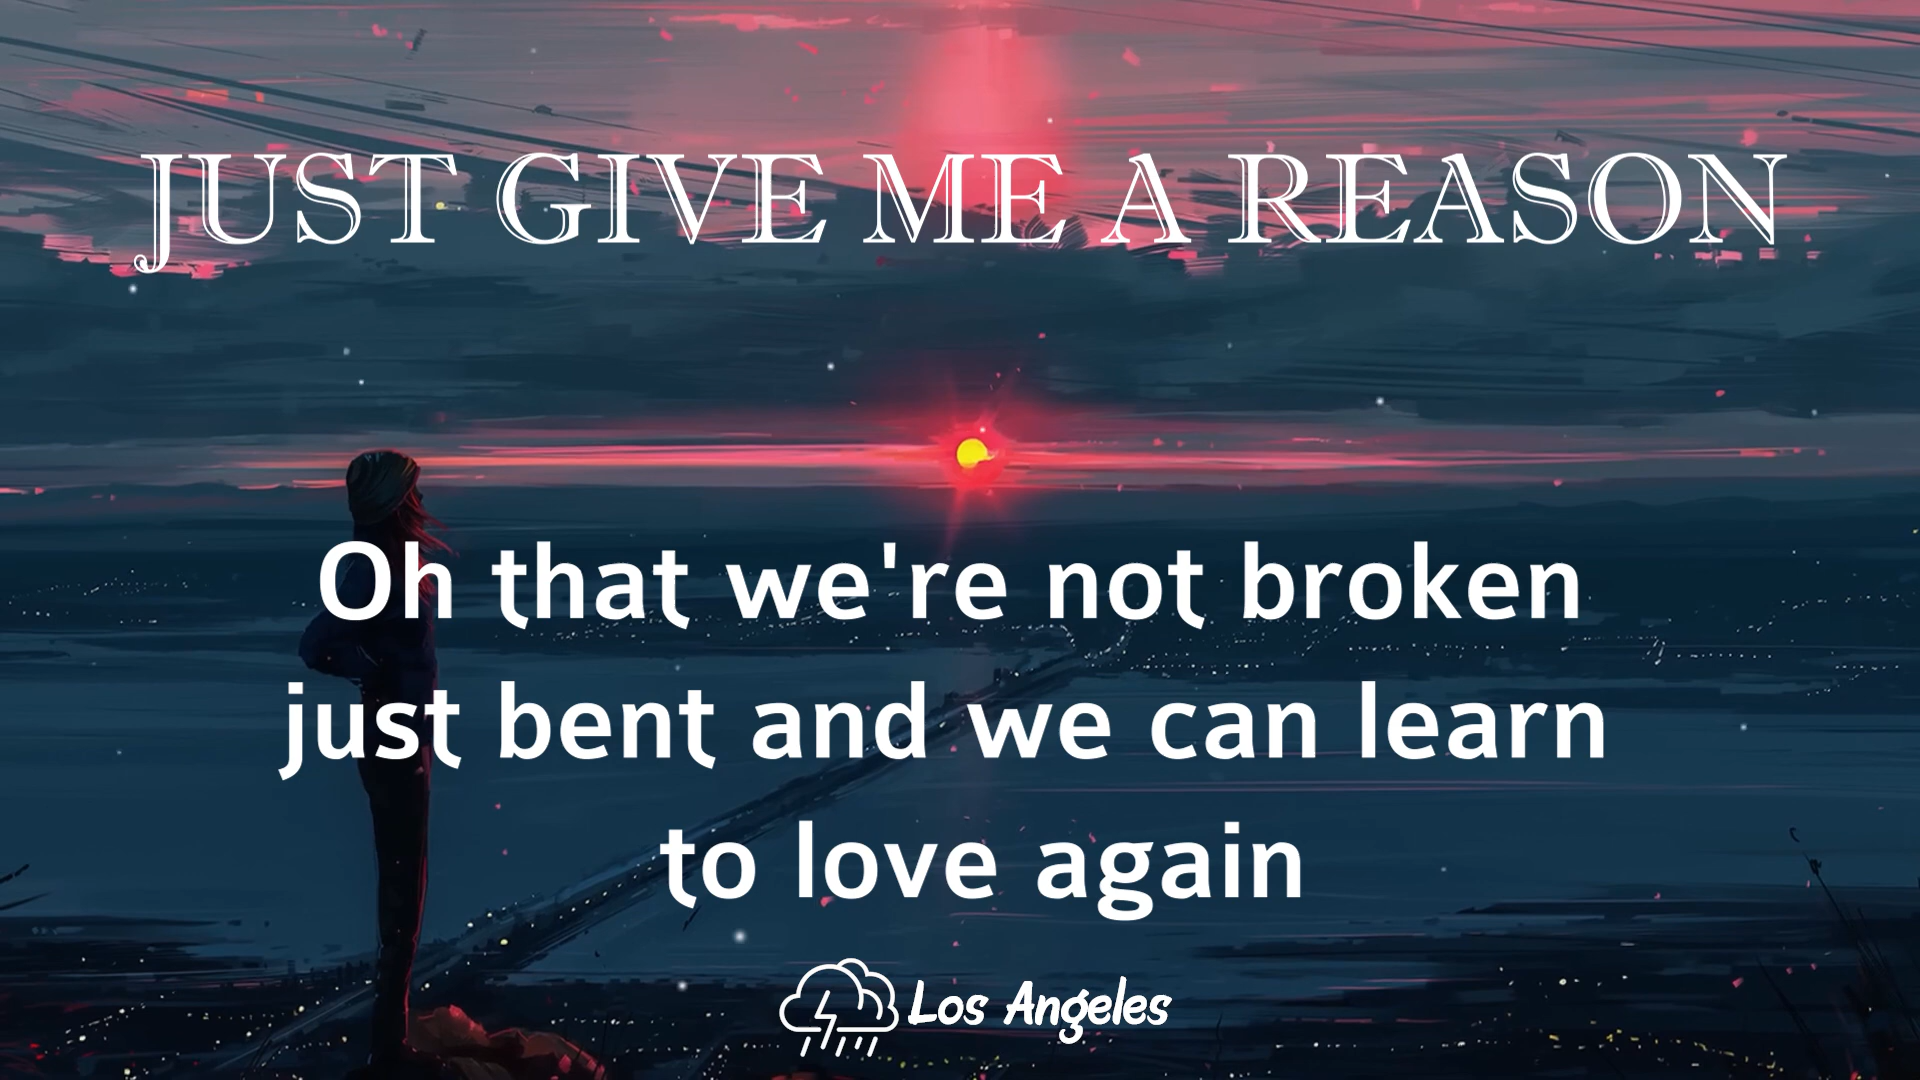 JUST GIVE ME A REASON
Oh that we're not broken
just bent and we can learn
to love again
Los Angeles